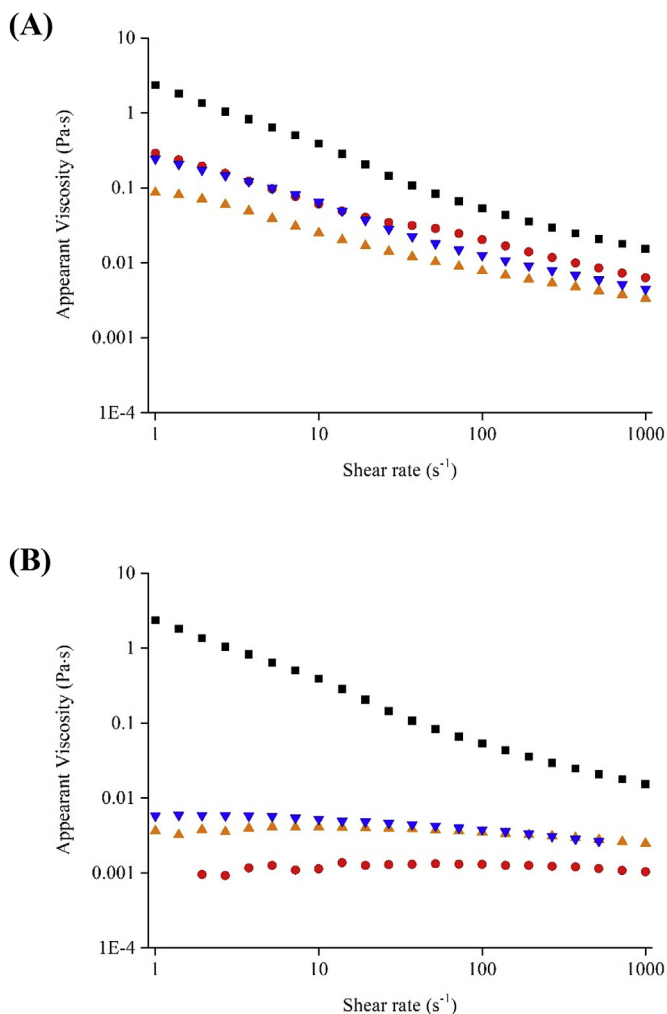 (A)
10
1
0.1
0.01
0.001
1E-4
Appearant Viscosity (Pa·s)
1 10 100 1000
Shear rate (s⁻¹)
(B)
10
1
0.1
0.01
0.001
1E-4
Appearant Viscosity (Pa·s)
1 10 100 1000
Shear rate (s⁻¹)